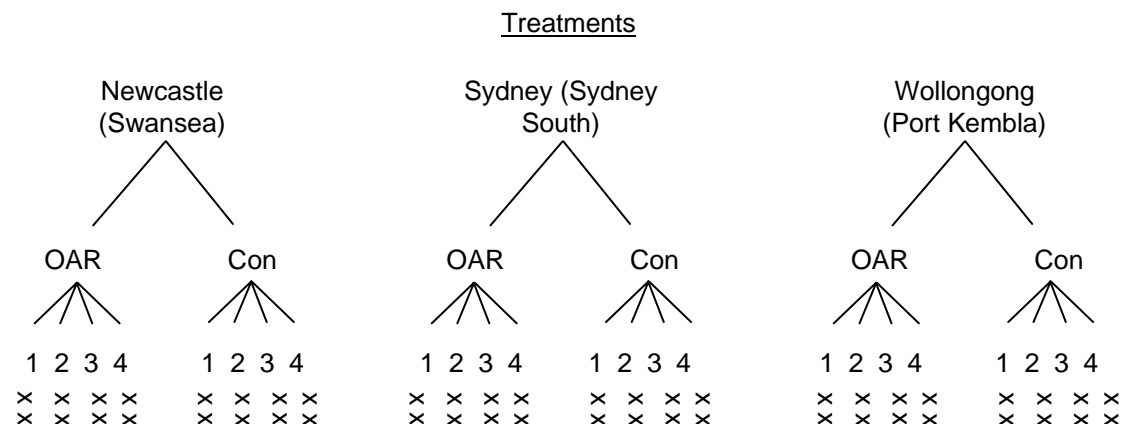 Treatments
Newcastle (Swansea)
Sydney (Sydney South)
Wollongong (Port Kembla)
OAR Con OAR Con OAR Con
1 2 3 4 1 2 3 4 1 2 3 4 1 2 3 4 1 2 3 4 1 2 3 4
x x x x x x x x x x x x x x x x x x x x x x x x
x x x x x x x x x x x x x x x x x x x x x x x x